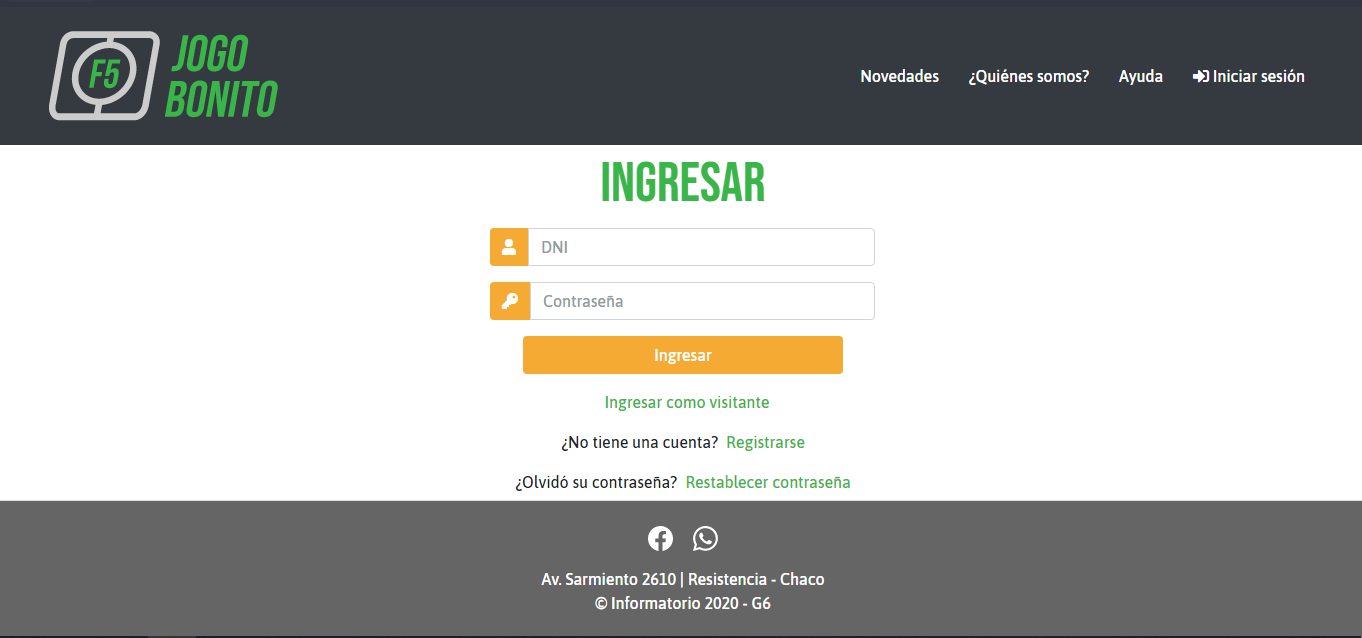 F5
JOGO
BONITO
Novedades ¿Quiénes somos? Ayuda Iniciar sesión
INGRESAR
DNI
Contraseña
Ingresar
Ingresar como visitante
¿No tiene una cuenta? Registrarse
¿Olvidó su contraseña? Restablecer contraseña
Av. Sarmiento 2610 | Resistencia - Chaco
© Informatorio 2020 - G6